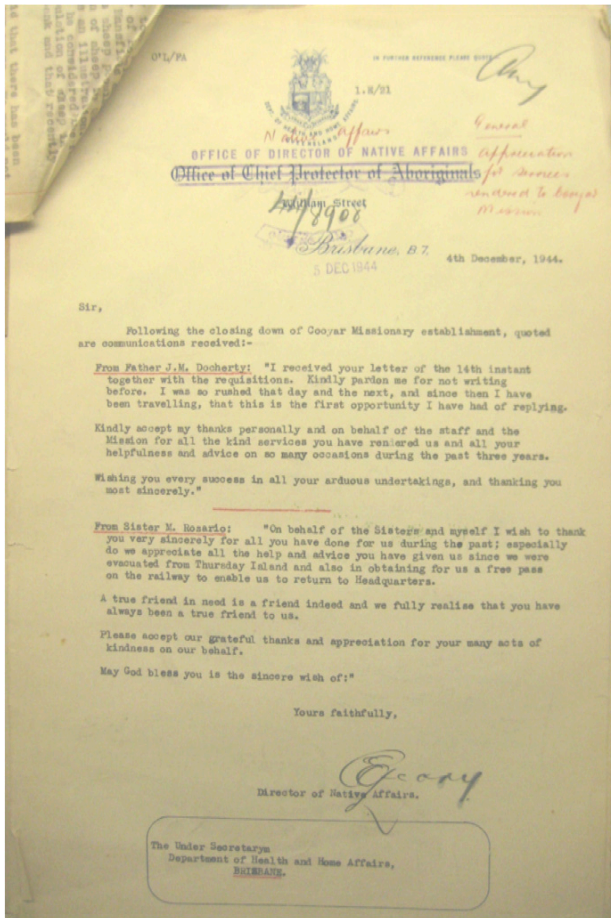 O'L/FA
IN FURTHER REFERENCE PLEASE QUOTE
1.H/21
DEPT. OF HEALTH AND HOME AFFAIRS
QUEENSLAND
Native Affairs
General
Appreciation
for services
rendered to Cooyar
Mission
OFFICE OF DIRECTOR OF NATIVE AFFAIRS
Office of Chief Protector of Aboriginals
William Street
44/8908
Brisbane, B 7.
5 DEC 1944
4th December, 1944.
Sir,
Following the closing down of Cooyar Missionary establishment, quoted
are communications received:-
From Father J.M. Docherty: "I received your letter of the 14th instant
together with the requisitions. Kindly pardon me for not writing
before. I was so rushed that day and the next, and since then I have
been travelling, that this is the first opportunity I have had of replying.
Kindly accept my thanks personally and on behalf of the staff and the
Mission for all the kind services you have rendered us and all your
helpfulness and advice on so many occasions during the past three years.
Wishing you every success in all your arduous undertakings, and thanking you
most sincerely."
From Sister M. Rosario: "On behalf of the Sisters and myself I wish to thank
you very sincerely for all you have done for us during the past; especially
do we appreciate all the help and advice you have given us since we were
evacuated from Thursday Island and also in obtaining for us a free pass
on the railway to enable us to return to Headquarters.
A true friend in need is a friend indeed and we fully realise that you have
always been a true friend to us.
Please accept our grateful thanks and appreciation for your many acts of
kindness on our behalf.
May God bless you is the sincere wish of:"
Yours faithfully,
Director of Native Affairs.
The Under Secretarym
Department of Health and Home Affairs,
BRISBANE.